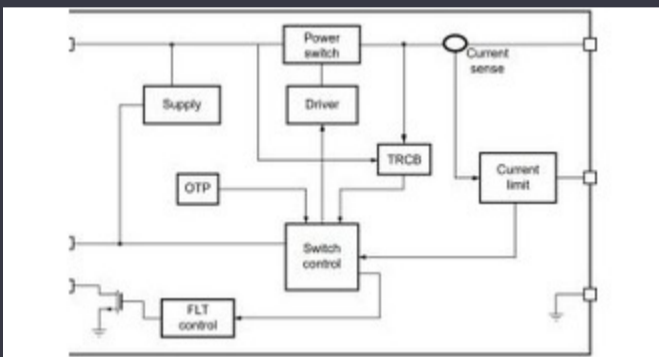 Power
switch
Current
sense
Supply
Driver
TRCB
Current
limit
OTP
Switch
control
FLT
control